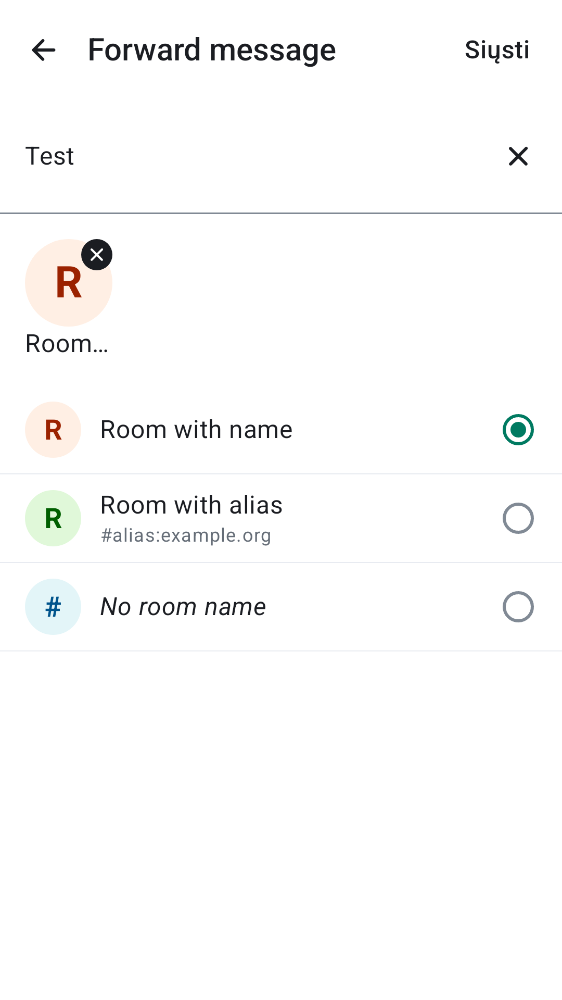 Forward message
Siųsti
Test
R
Room...
R
Room with name
R
Room with alias
#alias:example.org
#
No room name